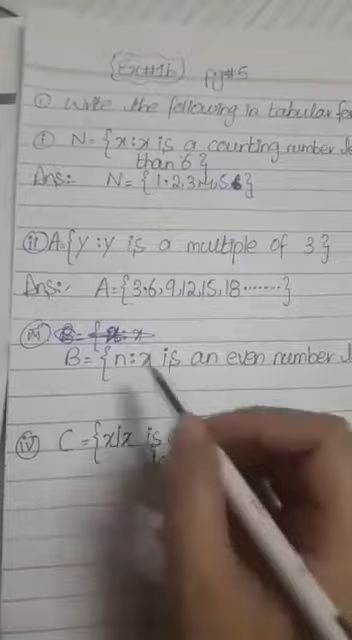 {Ex#1b} pg#5
① Write the following in tabular
i) N={x:x is a counting number
than 6}
Ans:- N={1,2,3,4,5}
ii) A={y:y is a multiple of 3}
Ans:- A={3,6,9,12,15,18.......}
iii)
B={n:x is an even number
iv) C={x|x is